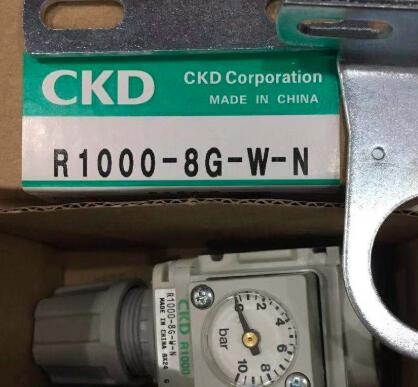 CKD
CKD Corporation
MADE IN CHINA
R1000-8G-W-N
R1000-8G-W-N
MADE IN CHINA 8X24
CKD R1000
0
2
4
6
8
10
bar